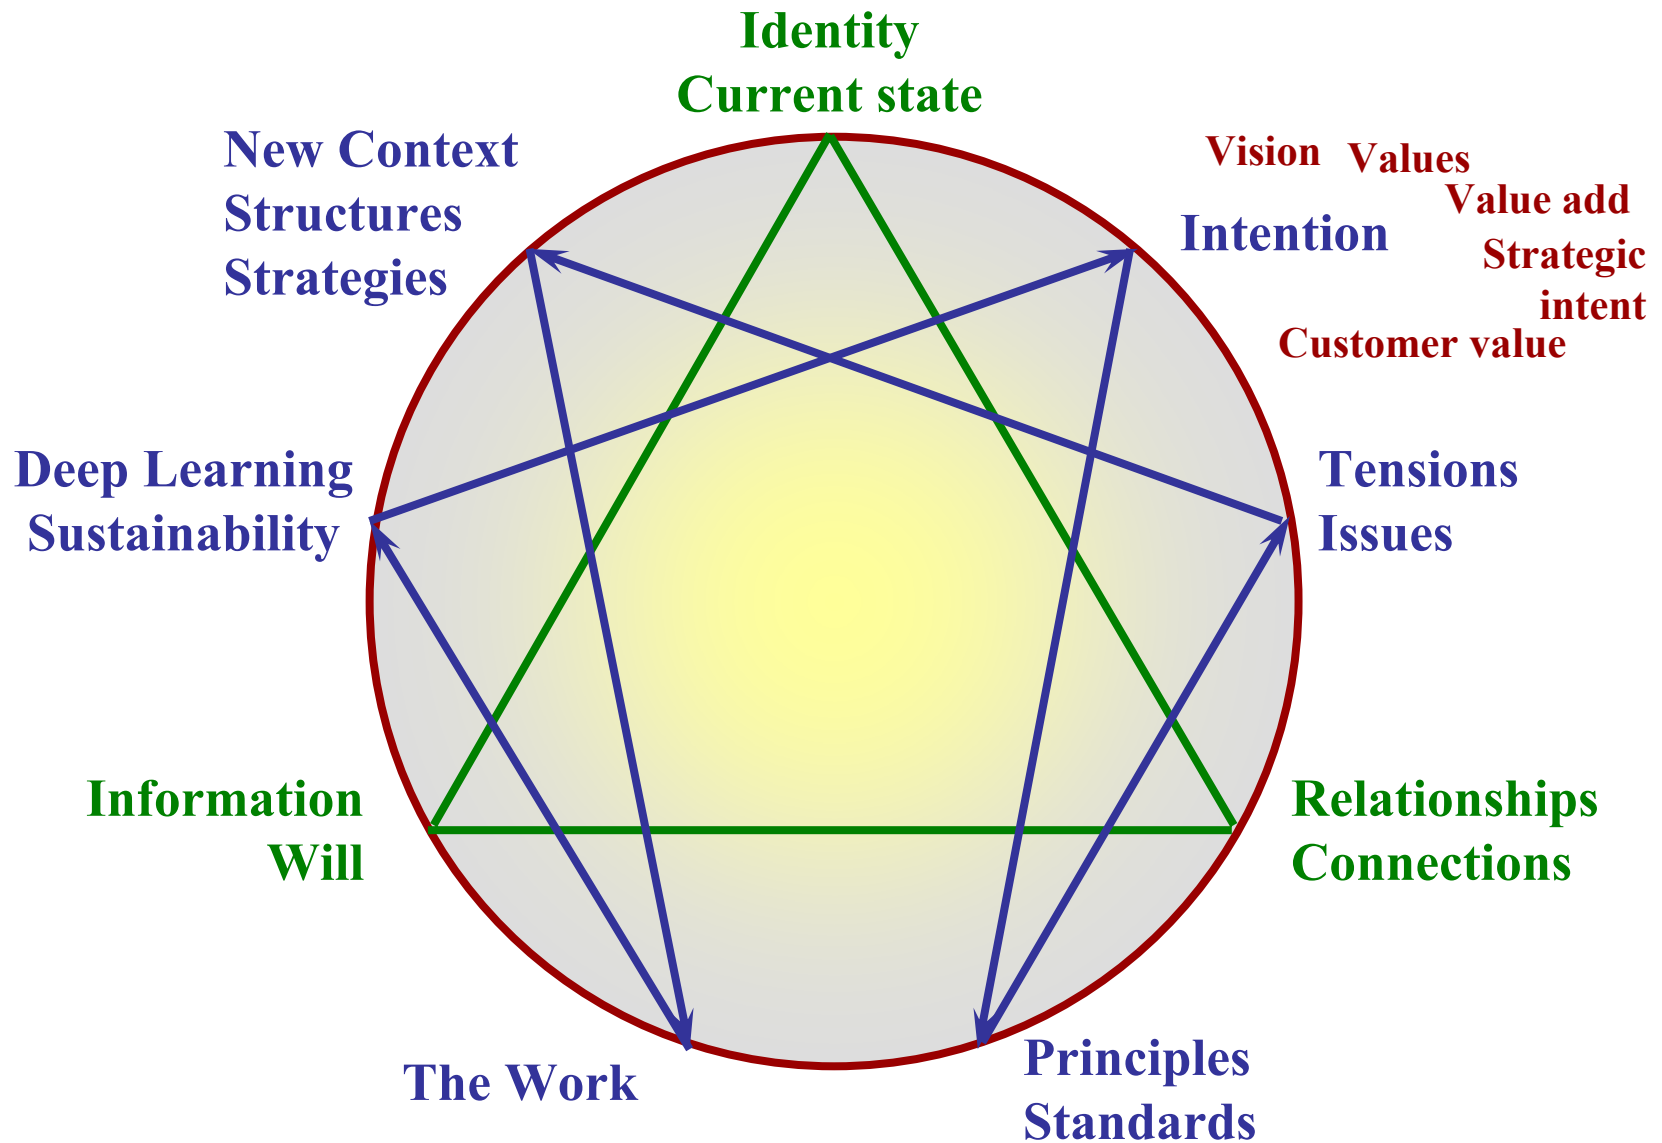 Identity
Current state
New Context
Structures
Strategies
Vision
Values
Value add
Intention
Strategic
intent
Customer value
Deep Learning
Sustainability
Tensions
Issues
Information
Will
Relationships
Connections
The Work
Principles
Standards